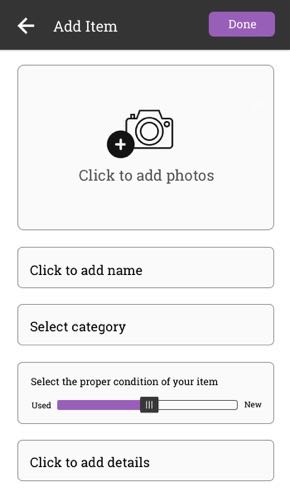 Add Item
Done
Click to add photos
Click to add name
Select category
Select the proper condition of your item
Used
New
Click to add details